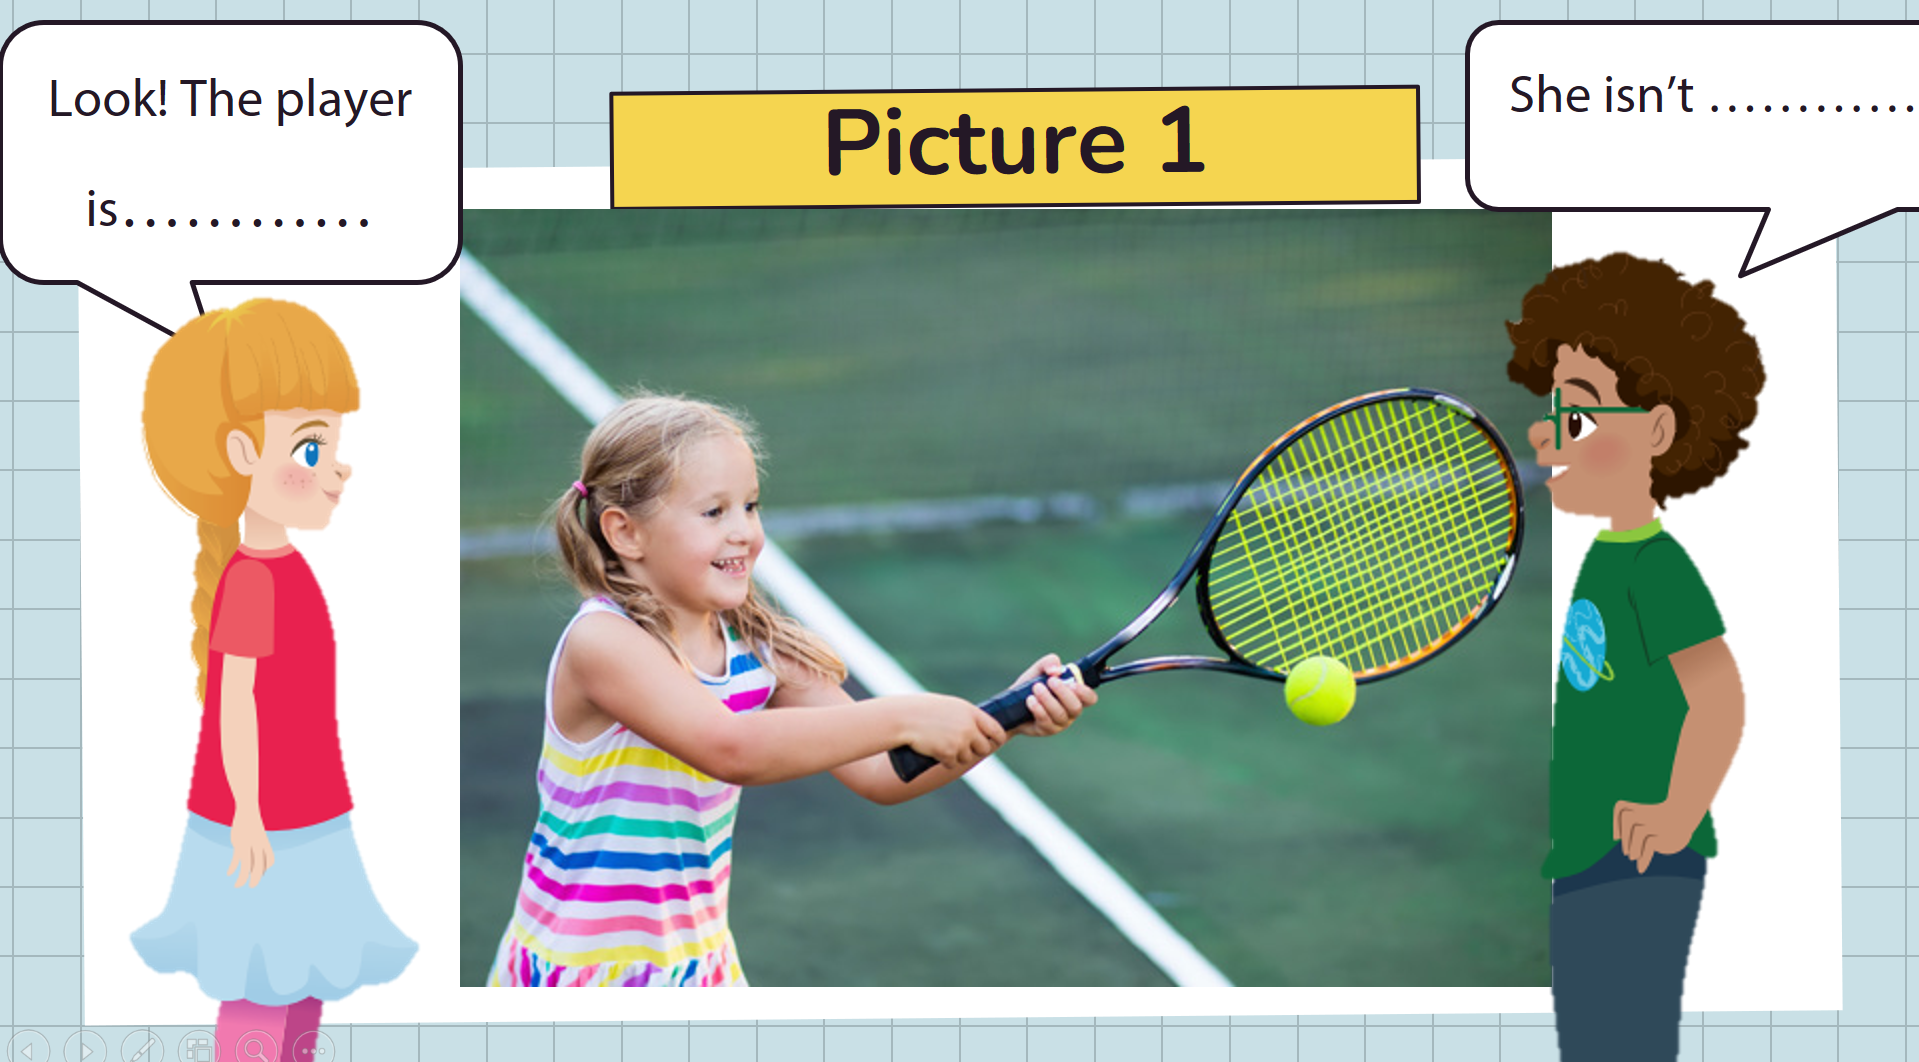 Look! The player
is............
Picture 1
She isn’t ............